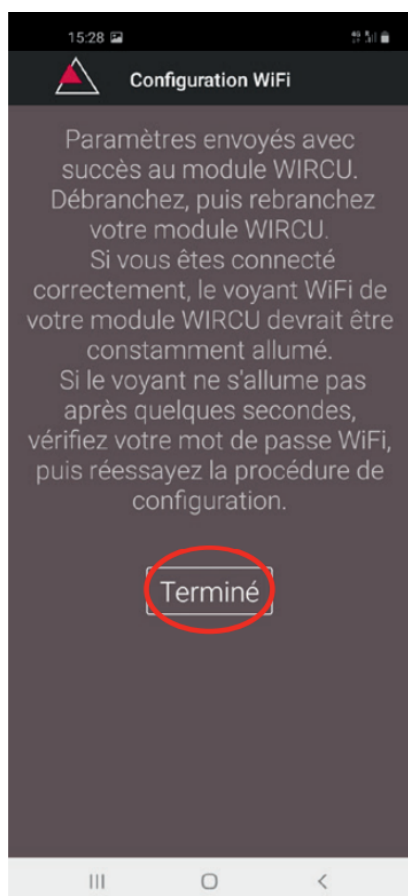 15:28
Configuration WiFi
Paramètres envoyés avec
succès au module WIRCU.
Débranchez, puis rebranchez
votre module WIRCU.
Si vous êtes connecté
correctement, le voyant WiFi de
votre module WIRCU devrait être
constamment allumé.
Si le voyant ne s'allume pas
après quelques secondes,
vérifiez votre mot de passe WiFi,
puis réessayez la procédure de
configuration.
Terminé